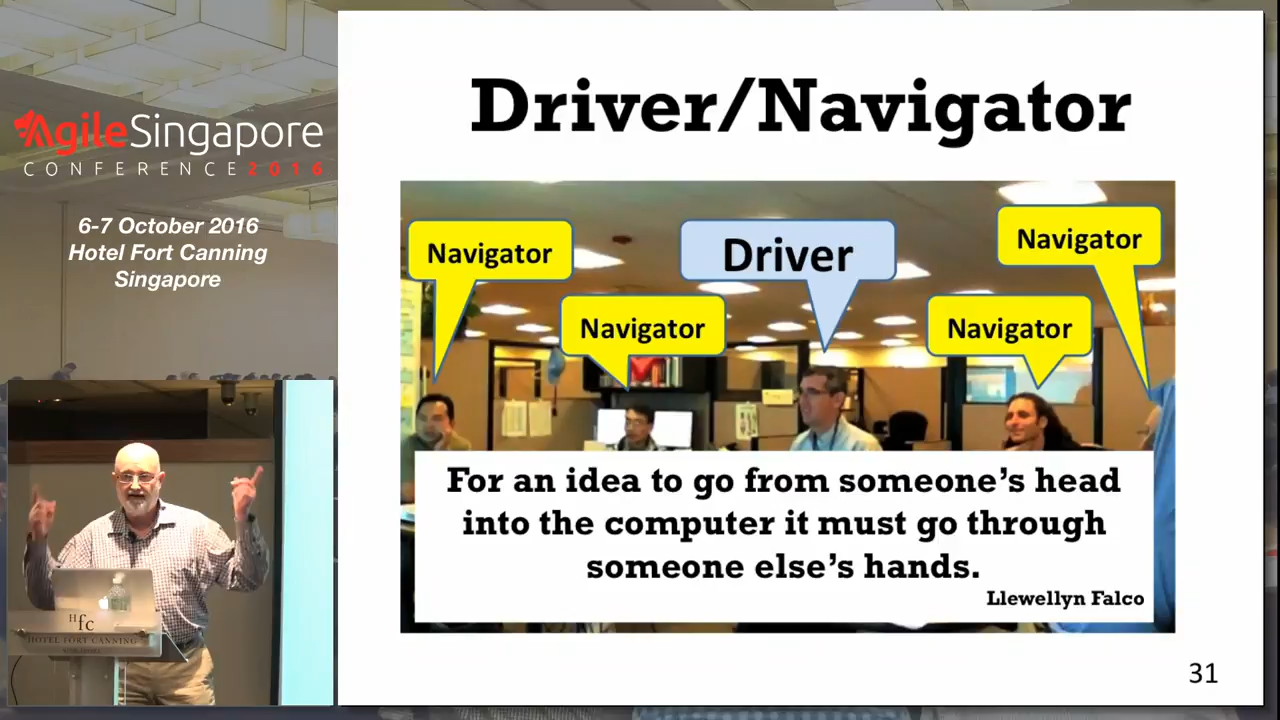 AgileSingapore
CONFERENCE 2016
6-7 October 2016
Hotel Fort Canning
Singapore
Hfc
HOTEL FORT CANNING
Driver/Navigator
Navigator
Driver
Navigator
Navigator
Navigator
For an idea to go from someone's head
into the computer it must go through
someone else's hands.
Llewellyn Falco
31